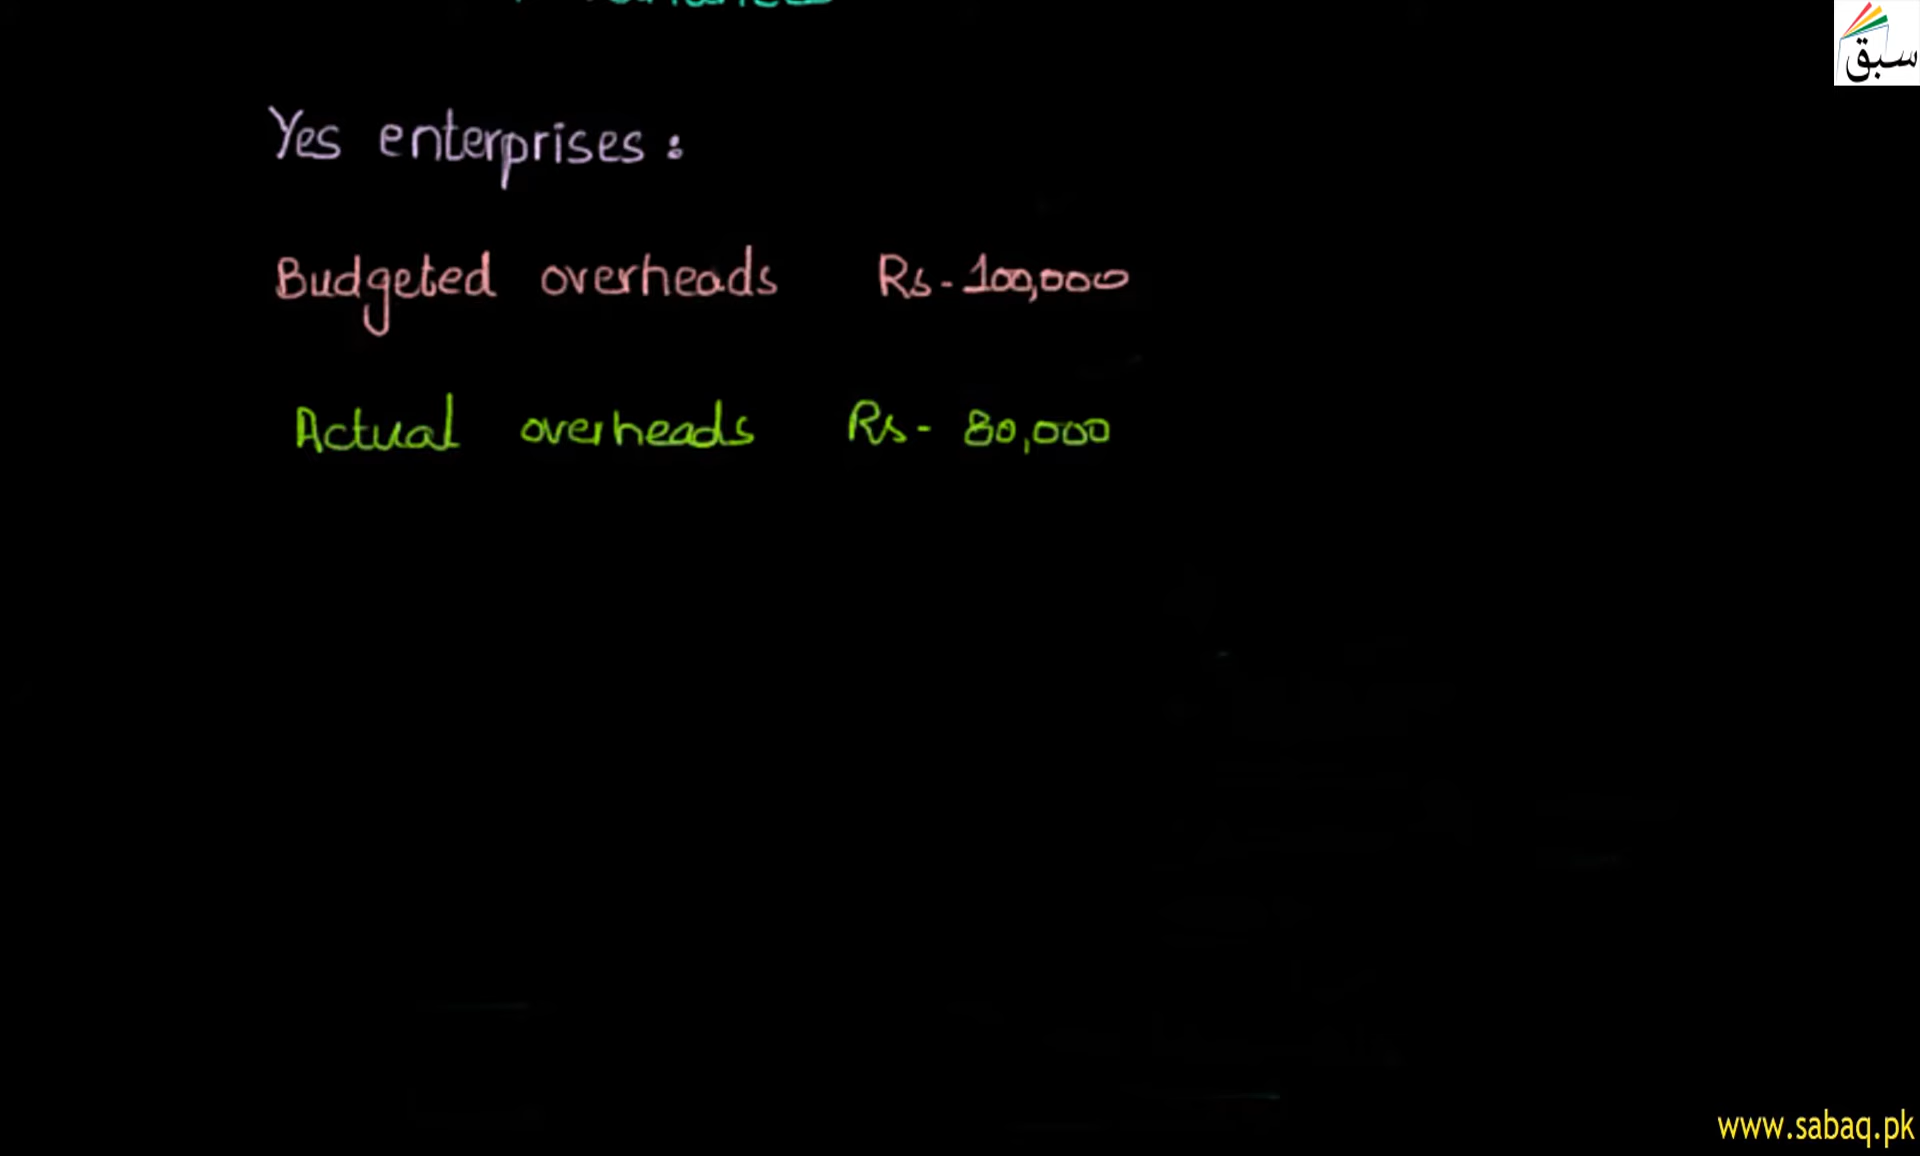 سبق
Yes enterprises :
Budgeted overheads Rs - 100,000
Actual overheads Rs - 80,000
www.sabaq.pk